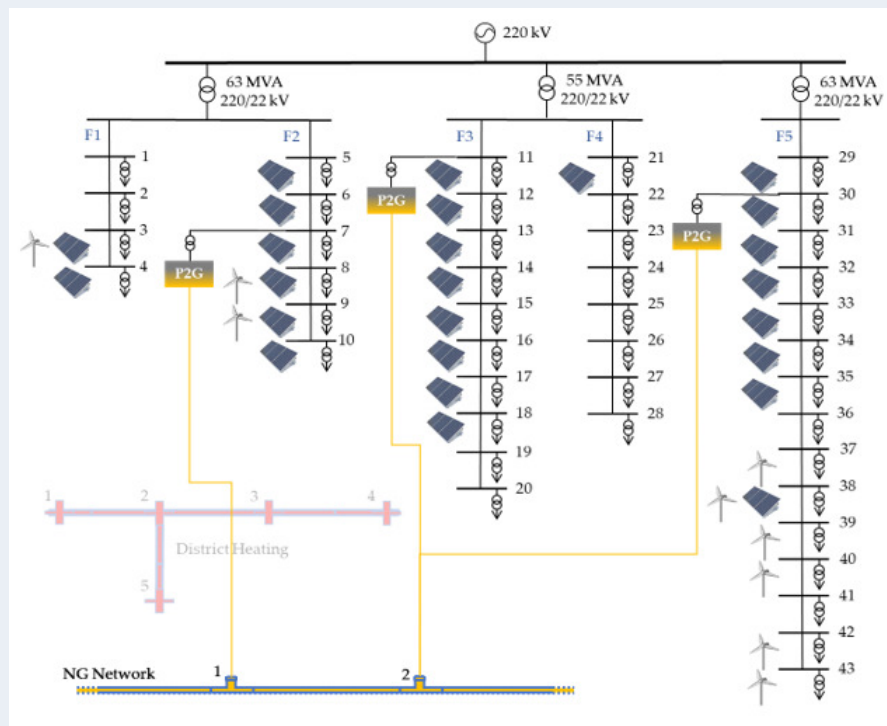 220 kV
63 MVA
220/22 kV
55 MVA
220/22 kV
63 MVA
220/22 kV
F1
F2
F3
F4
F5
1
2
3
4
5
6
7
8
9
10
11
12
13
14
15
16
17
18
19
20
21
22
23
24
25
26
27
28
29
30
31
32
33
34
35
36
37
38
39
40
41
42
43
P2G
P2G
P2G
1
2
3
4
District Heating
5
NG Network
1
2